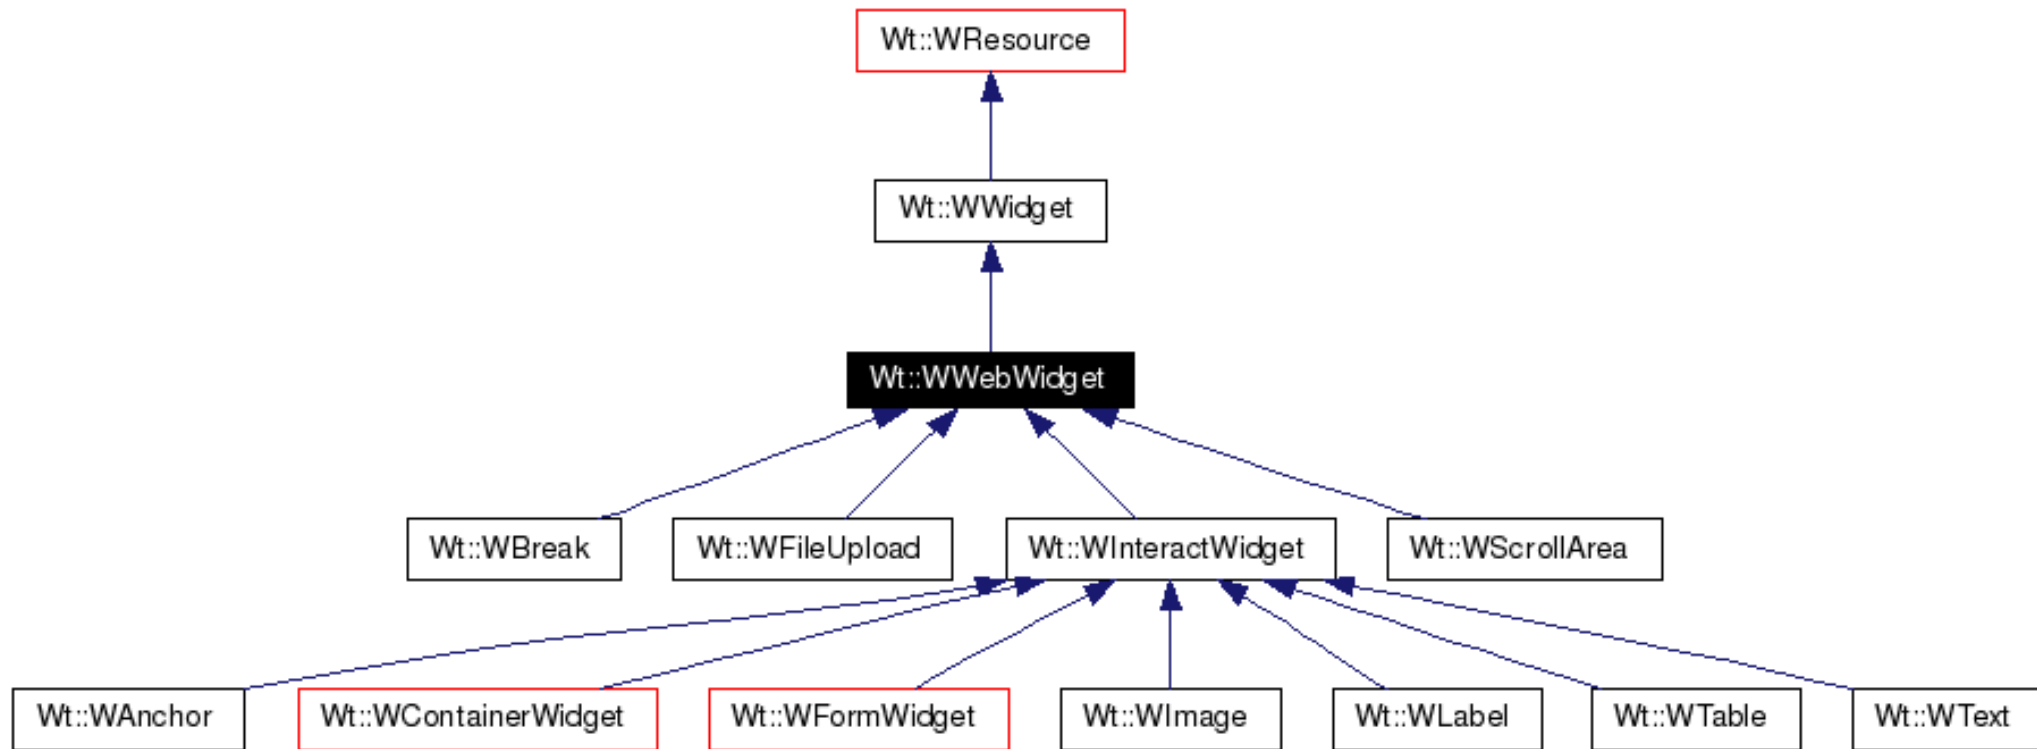 Wt::WResource
Wt::WWidget
Wt::WWebWidget
Wt::WBreak
Wt::WFileUpload
Wt::WInteractWidget
Wt::WScrollArea
Wt::WAnchor
Wt::WContainerWidget
Wt::WFormWidget
Wt::WImage
Wt::WLabel
Wt::WTable
Wt::WText